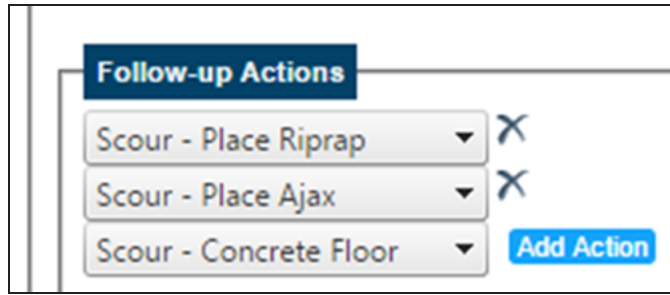 Follow-up Actions
Scour - Place Riprap
Scour - Place Ajax
Scour - Concrete Floor Add Action